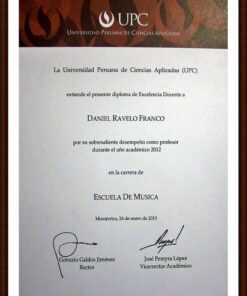 UPC
UNIVERSIDAD PERUANA DE CIENCIAS APLICADAS
La Universidad Peruana de Ciencias Aplicadas (UPC)
extiende el presente diploma de Excelencia Docente a
DANIEL RAVELO FRANCO
por su sobresaliente desempeño como profesor
durante el año académico 2012
en la carrera de
ESCUELA DE MUSICA
Monterrico, 24 de enero de 2013
Gonzalo Galdos Jiménez
Rector
José Pereyra López
Vicerrector Académico